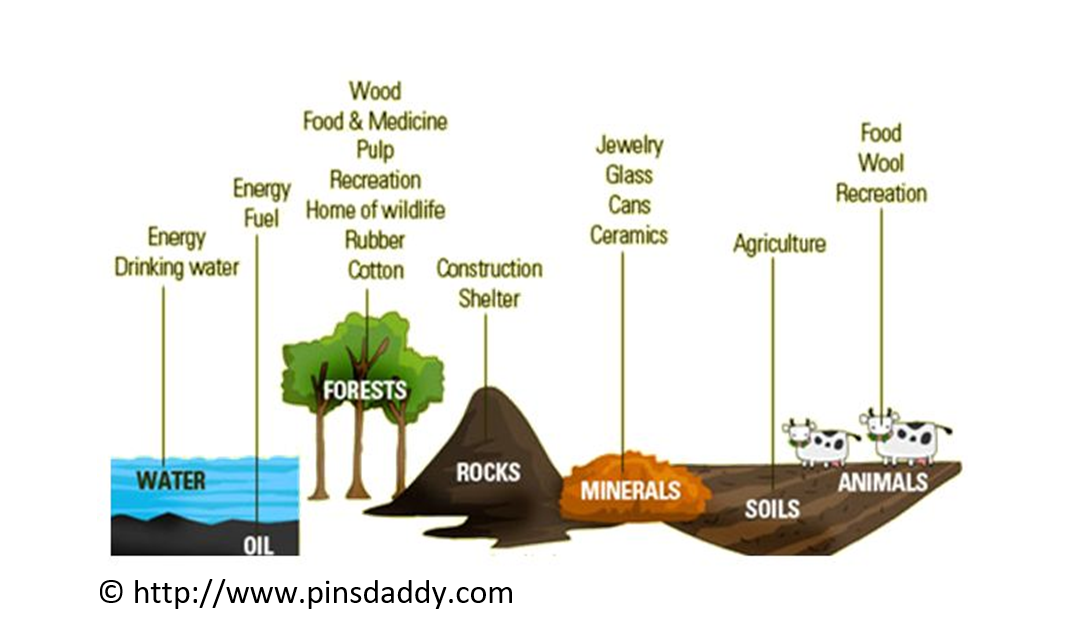 Energy
Drinking water
WATER
Energy
Fuel
OIL
Wood
Food & Medicine
Pulp
Recreation
Home of wildlife
Rubber
Cotton
FORESTS
Construction
Shelter
ROCKS
Jewelry
Glass
Cans
Ceramics
MINERALS
Agriculture
SOILS
Food
Wool
Recreation
ANIMALS
© http://www.pinsdaddy.com